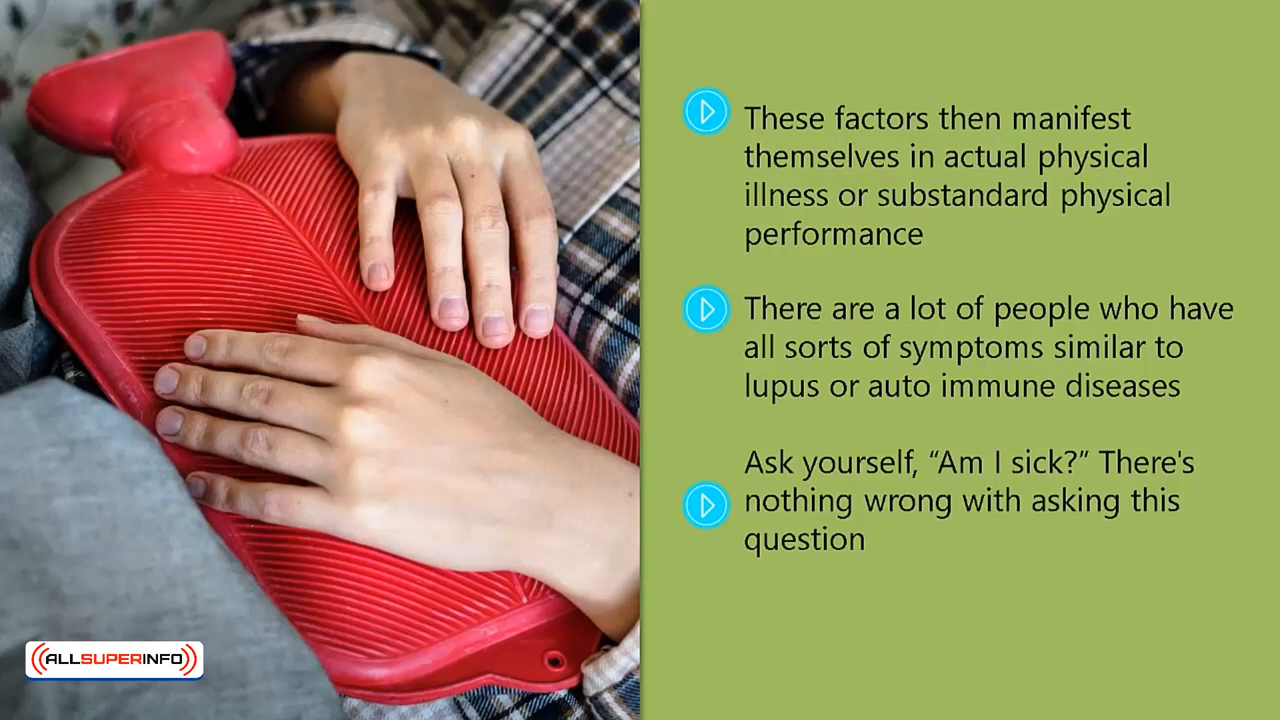 These factors then manifest
themselves in actual physical
illness or substandard physical
performance
There are a lot of people who have
all sorts of symptoms similar to
lupus or auto immune diseases
Ask yourself, “Am I sick?” There's
nothing wrong with asking this
question
ALLSUPERINFO